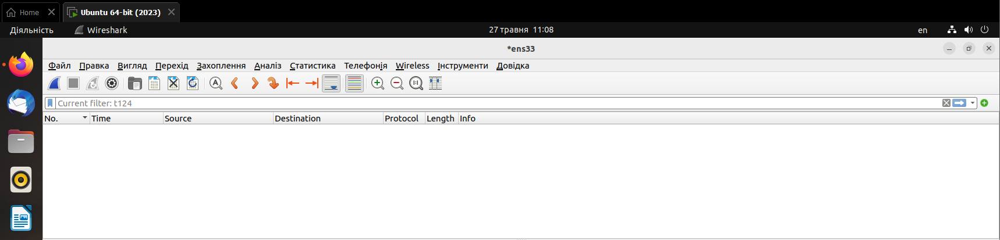 Home Ubuntu 64-bit (2023)
Діяльність Wireshark 27 травня 11:08 en
*ens33
Файл Правка Вигляд Перехід Захоплення Аналіз Статистика Телефонія Wireless Інструменти Довідка
Current filter: t124
No. Time Source Destination Protocol Length Info